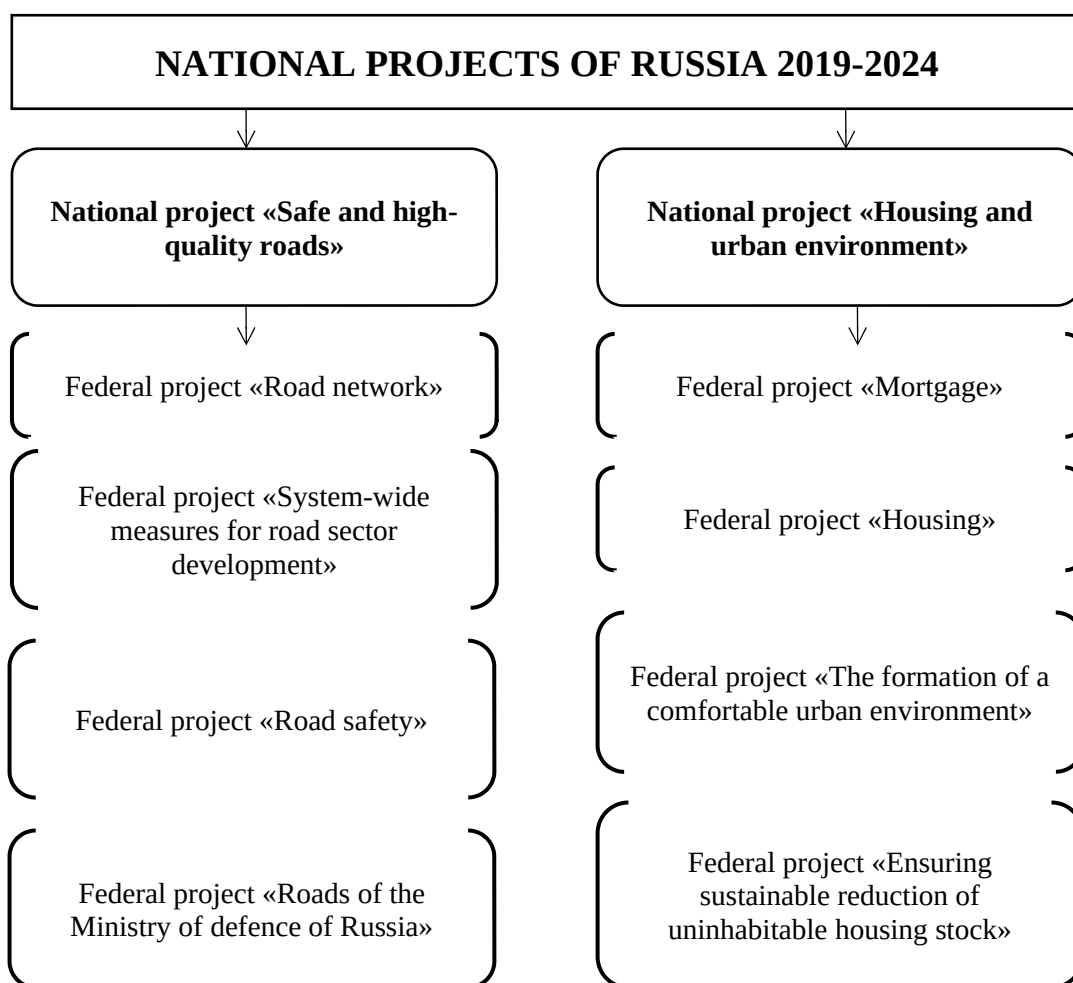 NATIONAL PROJECTS OF RUSSIA 2019-2024
National project «Safe and high-
quality roads»
Federal project «Road network»
Federal project «System-wide
measures for road sector
development»
Federal project «Road safety»
Federal project «Roads of the
Ministry of defence of Russia»
National project «Housing and
urban environment»
Federal project «Mortgage»
Federal project «Housing»
Federal project «The formation of a
comfortable urban environment»
Federal project «Ensuring
sustainable reduction of
uninhabitable housing stock»